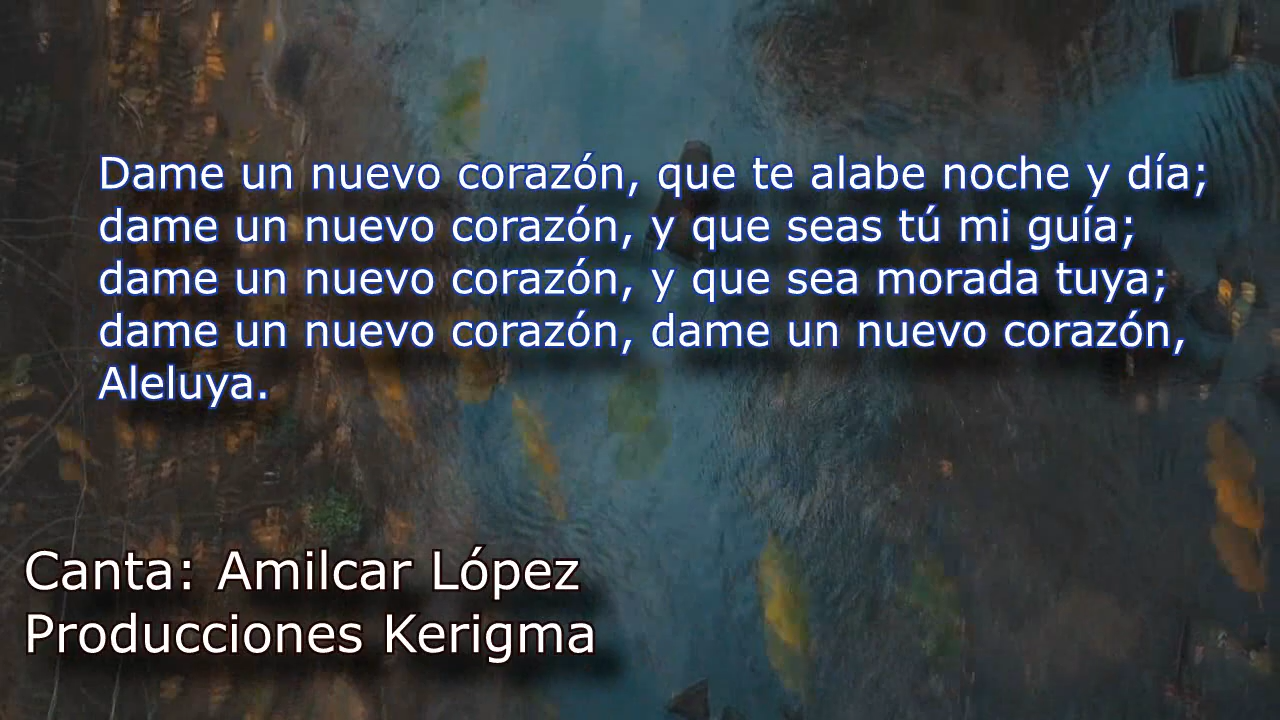 Dame un nuevo corazón, que te alabe noche y día;
dame un nuevo corazón, y que seas tú mi guía;
dame un nuevo corazón, y que sea morada tuya;
dame un nuevo corazón, dame un nuevo corazón,
Aleluya.
Canta: Amilcar López
Producciones Kerigma